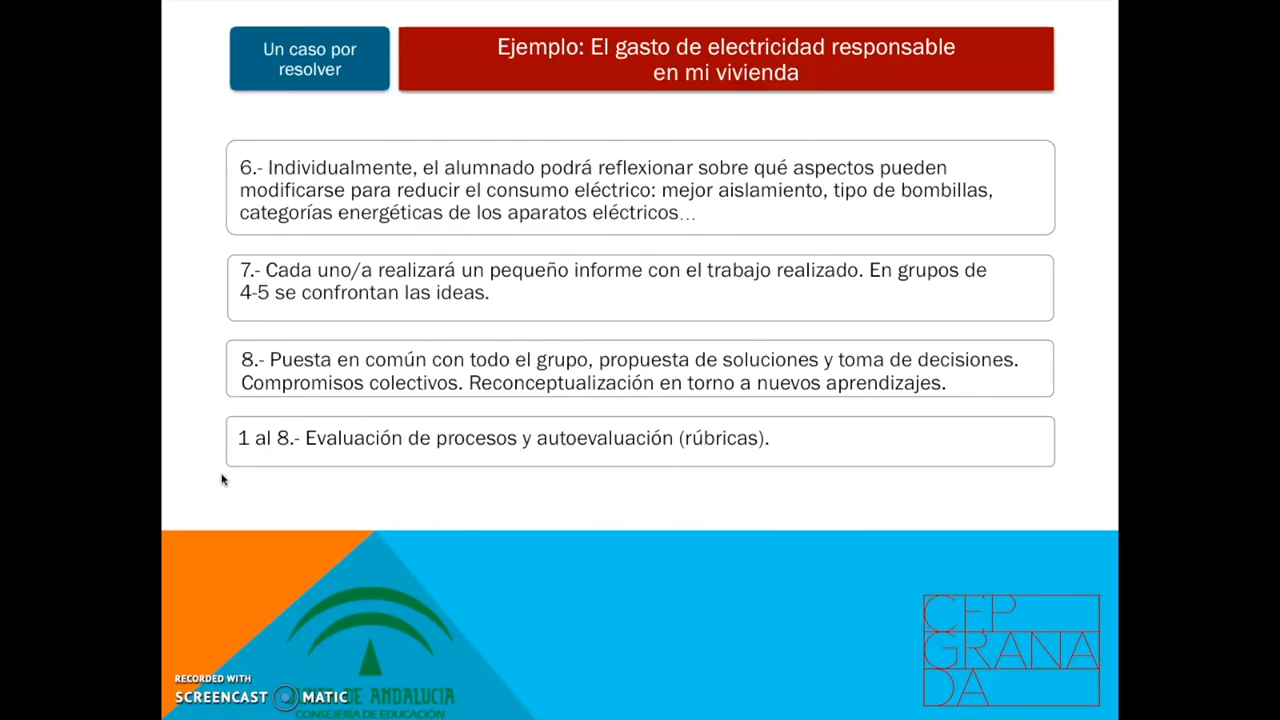 Un caso por
resolver
Ejemplo: El gasto de electricidad responsable
en mi vivienda
6.- Individualmente, el alumnado podrá reflexionar sobre qué aspectos pueden
modificarse para reducir el consumo eléctrico: mejor aislamiento, tipo de bombillas,
categorías energéticas de los aparatos eléctricos...
7.- Cada uno/a realizará un pequeño informe con el trabajo realizado. En grupos de
4-5 se confrontan las ideas.
8.- Puesta en común con todo el grupo, propuesta de soluciones y toma de decisiones.
Compromisos colectivos. Reconceptualización en torno a nuevos aprendizajes.
1 al 8.- Evaluación de procesos y autoevaluación (rúbricas).
RECORDED WITH
SCREENCAST MATIC
DE ANDALUCIA
CONSEJERÍA DE EDUCACIÓN
CEP
GRANA
DA